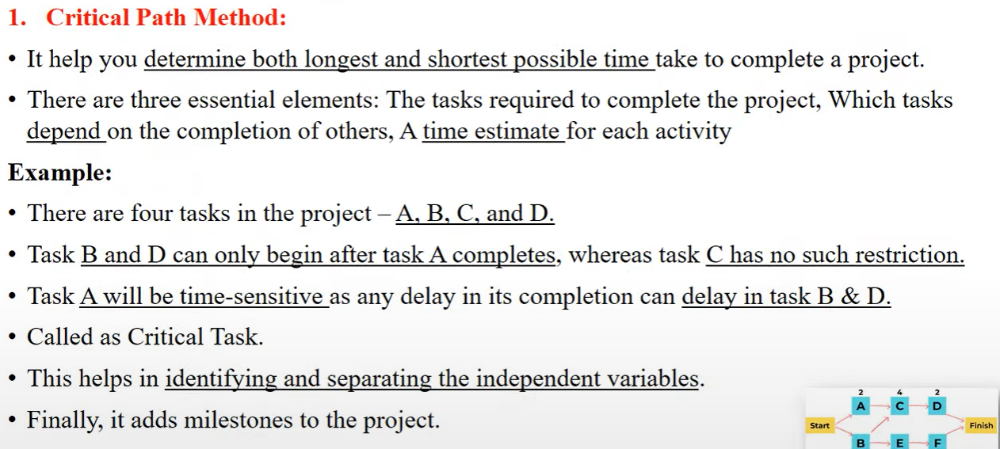 1. Critical Path Method:
• It help you determine both longest and shortest possible time take to complete a project.
• There are three essential elements: The tasks required to complete the project, Which tasks
depend on the completion of others, A time estimate for each activity
Example:
• There are four tasks in the project – A, B, C, and D.
• Task B and D can only begin after task A completes, whereas task C has no such restriction.
• Task A will be time-sensitive as any delay in its completion can delay in task B & D.
• Called as Critical Task.
• This helps in identifying and separating the independent variables.
• Finally, it adds milestones to the project.
2 4 2
A C D
Start Finish
B E F